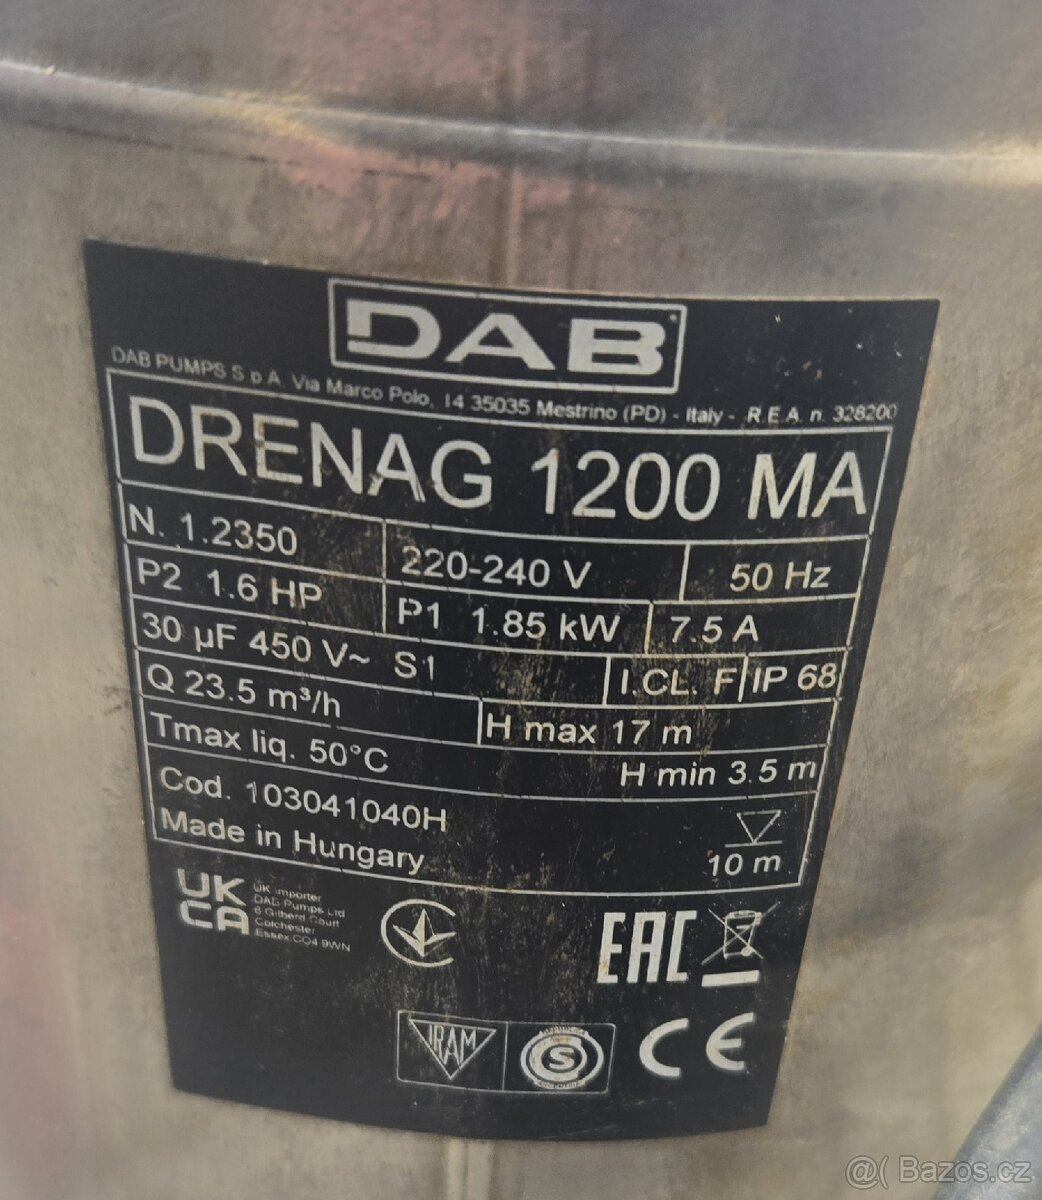 DAB
DAB PUMPS S.p.A. Via Marco Polo, 14 35035 Mestrino (PD) - Italy - R.E.A. n. 328200
DRENAG 1200 MA
N. 1.2350 220-240 V 50 Hz
P2 1.6 HP P1 1.85 kW 7.5 A
30 µF 450 V~ S1 I.CL. F IP 68
Q 23.5 m³/h H max 17 m
Tmax liq. 50°C H min 3.5 m
Cod. 103041040H
Made in Hungary 10 m
UK
CA
UK importer
DAB Pumps Ltd
6 Gilberd Court
Colchester
Essex CO4 9WN
EAC
IRAM
S
ARGENTINA
CE
@( Bazos.cz